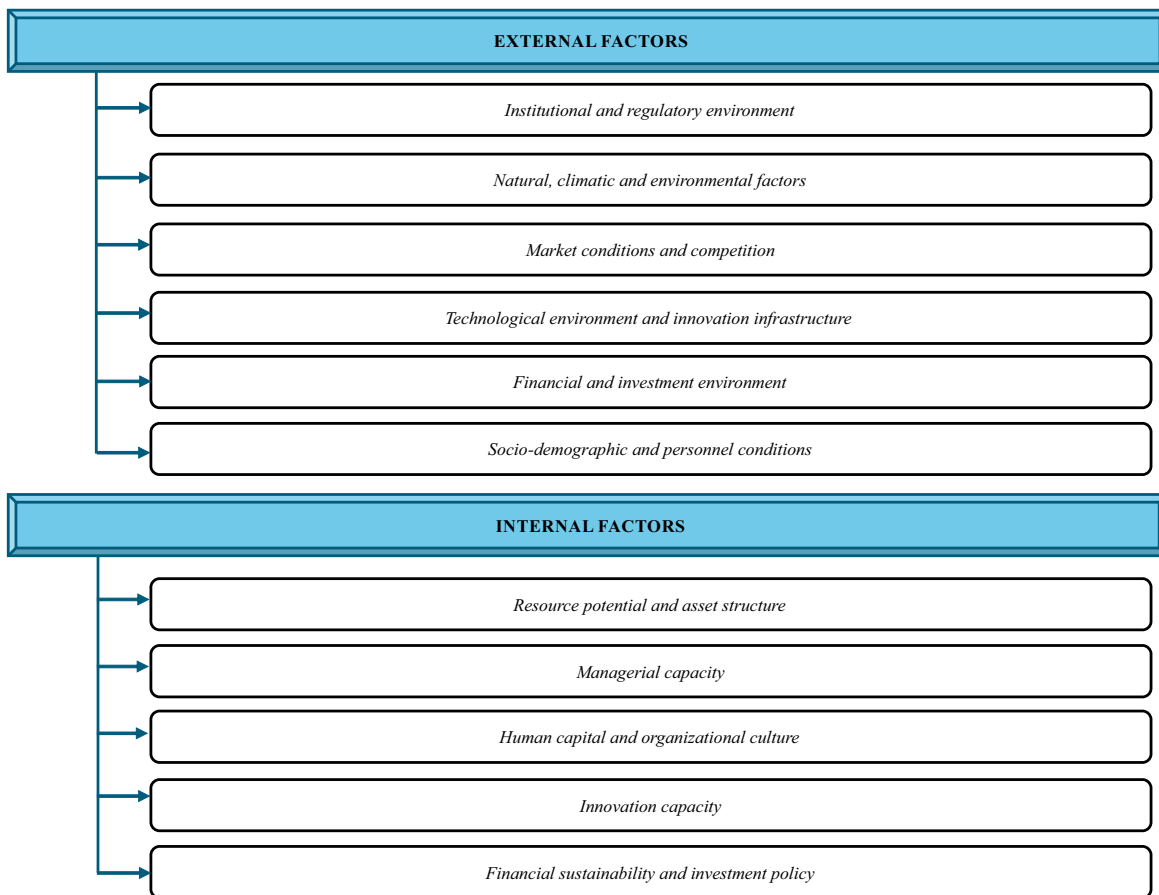 EXTERNAL FACTORS
Institutional and regulatory environment
Natural, climatic and environmental factors
Market conditions and competition
Technological environment and innovation infrastructure
Financial and investment environment
Socio-demographic and personnel conditions
INTERNAL FACTORS
Resource potential and asset structure
Managerial capacity
Human capital and organizational culture
Innovation capacity
Financial sustainability and investment policy